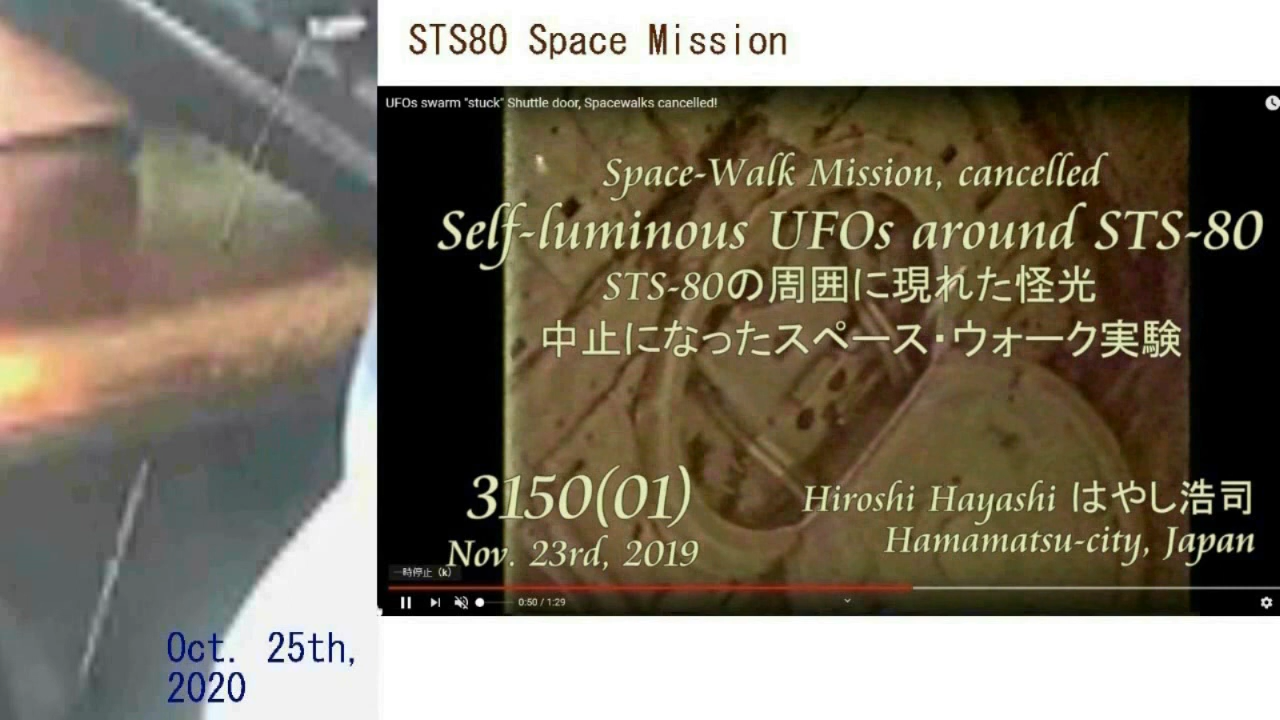 STS80 Space Mission
UFOs swarm "stuck" Shuttle door, Spacewalks cancelled!
Space-Walk Mission, cancelled
Self-luminous UFOs around STS-80
STS-80の周囲に現れた怪光
中止になったスペース・ウォーク実験
3150(01)
Nov. 23rd, 2019
Hiroshi Hayashi はやし浩司
Hamamatsu-city, Japan
一時停止 (k)
0:50 / 1:29
Oct. 25th,
2020